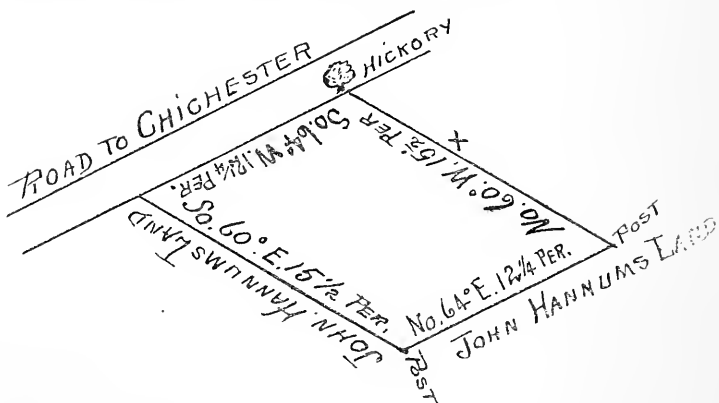 ROAD TO CHICHESTER
HICKORY
So. 64° W. 12¼ PER.
No. 60° W. 15½ PER
X
So. 60° E. 15½ PER.
JOHN HANNUMS LAND
No. 64° E. 12¼ PER.
POST
JOHN HANNUMS LAND
POST